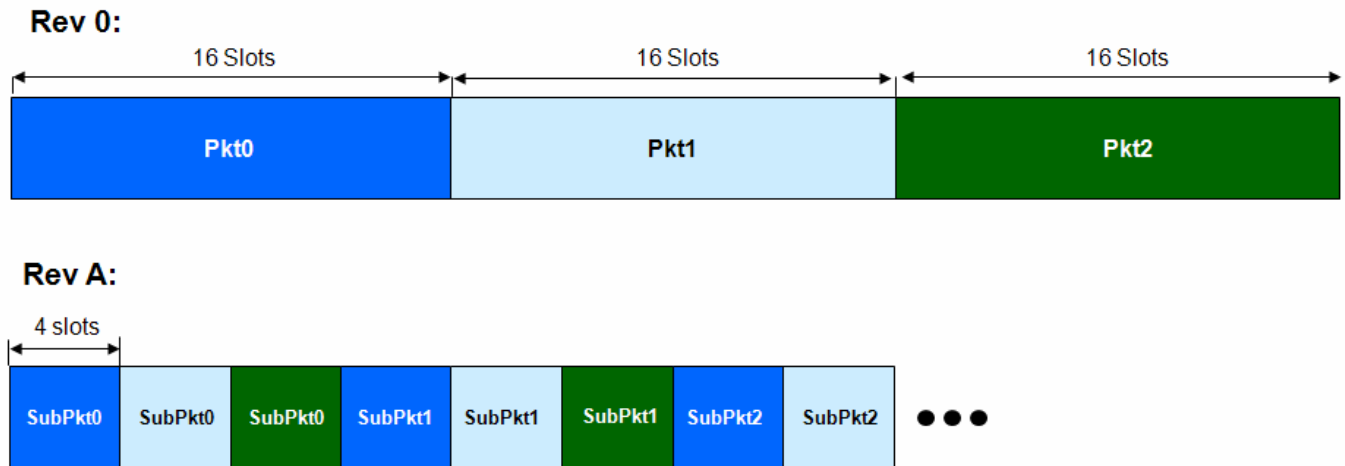 Rev 0:
16 Slots 16 Slots 16 Slots
Pkt0 Pkt1 Pkt2
Rev A:
4 slots
SubPkt0 SubPkt0 SubPkt0 SubPkt1 SubPkt1 SubPkt1 SubPkt2 SubPkt2